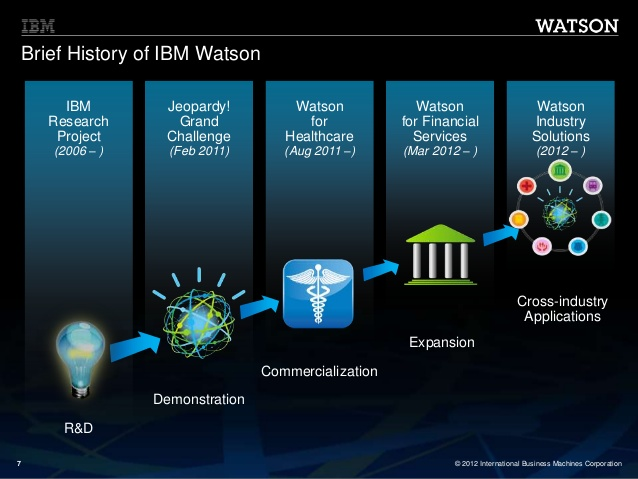 IBM
WATSON
Brief History of IBM Watson
IBM
Research
Project
(2006 – )
Jeopardy!
Grand
Challenge
(Feb 2011)
Watson
for
Healthcare
(Aug 2011 –)
Watson
for Financial
Services
(Mar 2012 – )
Watson
Industry
Solutions
(2012 – )
R&D
Demonstration
Commercialization
Expansion
Cross-industry
Applications
7
© 2012 International Business Machines Corporation